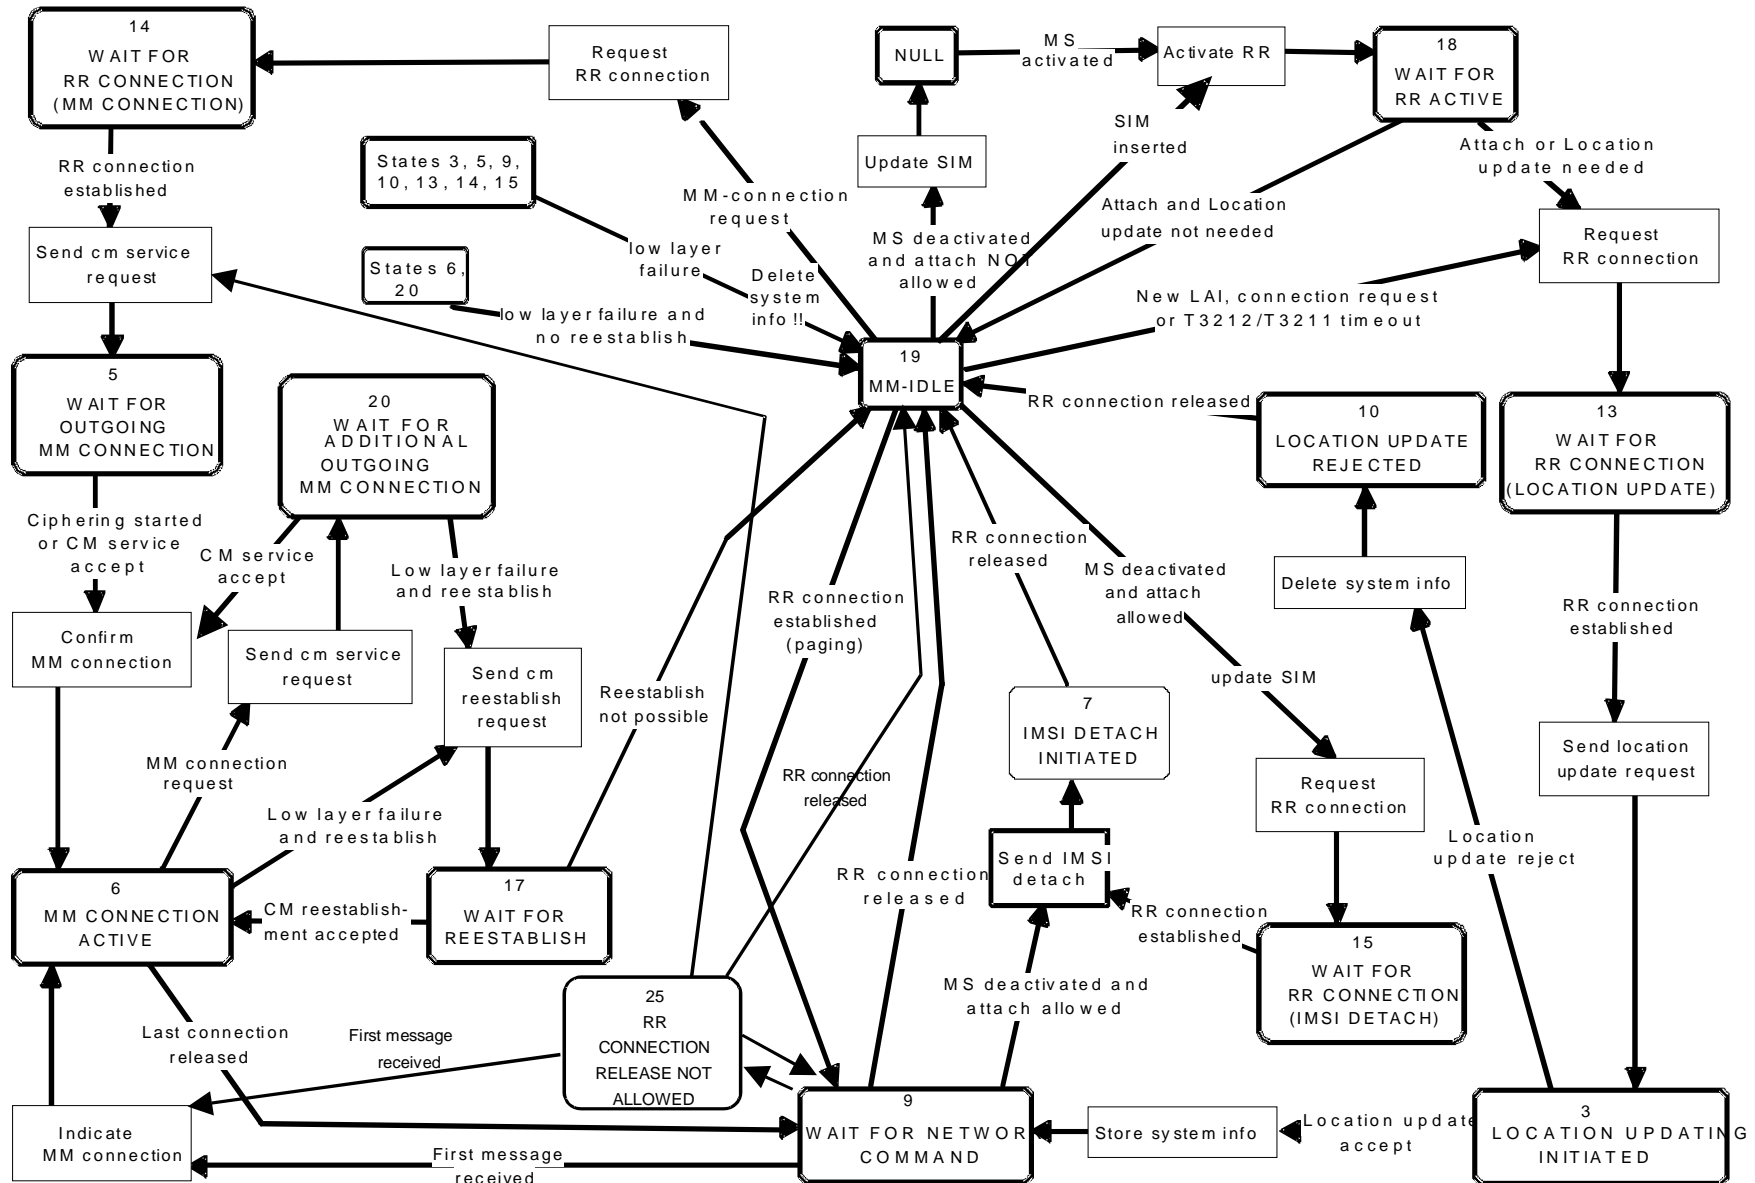 14
WAIT FOR
RR CONNECTION
(MM CONNECTION)
Request
RR connection
NULL
MS
activated
Activate RR
18
WAIT FOR
RR ACTIVE
RR connection
established
States 3, 5, 9,
10, 13, 14, 15
Update SIM
SIM
inserted
Attach or Location
update needed
MM-connection
request
Attach and Location
update not needed
Send cm service
request
low layer
failure
MS deactivated
and attach NOT
allowed
Request
RR connection
States 6,
20
Delete
system
info !!
low layer failure and
no reestablish
New LAI, connection request
or T3212/T3211 timeout
19
MM-IDLE
5
WAIT FOR
OUTGOING
MM CONNECTION
20
WAIT FOR
ADDITIONAL
OUTGOING
MM CONNECTION
RR connection released
10
LOCATION UPDATE
REJECTED
13
WAIT FOR
RR CONNECTION
(LOCATION UPDATE)
Ciphering started
or CM service
accept
CM service
accept
Low layer failure
and reestablish
RR connection
released
MS deactivated
and attach
allowed
Delete system info
RR connection
established
(paging)
RR connection
established
Confirm
MM connection
Send cm service
request
Send cm
reestablish
request
Reestablish
not possible
update SIM
7
IMSI DETACH
INITIATED
Send location
update request
MM connection
request
RR connection
released
Request
RR connection
Low layer failure
and reestablish
Location
update reject
Send IMSI
detach
RR connection
released
6
MM CONNECTION
ACTIVE
CM reestablish-
ment accepted
17
WAIT FOR
REESTABLISH
RR connection
established
15
WAIT FOR
RR CONNECTION
(IMSI DETACH)
MS deactivated and
attach allowed
25
RR
CONNECTION
RELEASE NOT
ALLOWED
Last connection
released
First message
received
Indicate
MM connection
First message
received
9
WAIT FOR NETWOR
COMMAND
Store system info
Location update
accept
3
LOCATION UPDATING
INITIATED